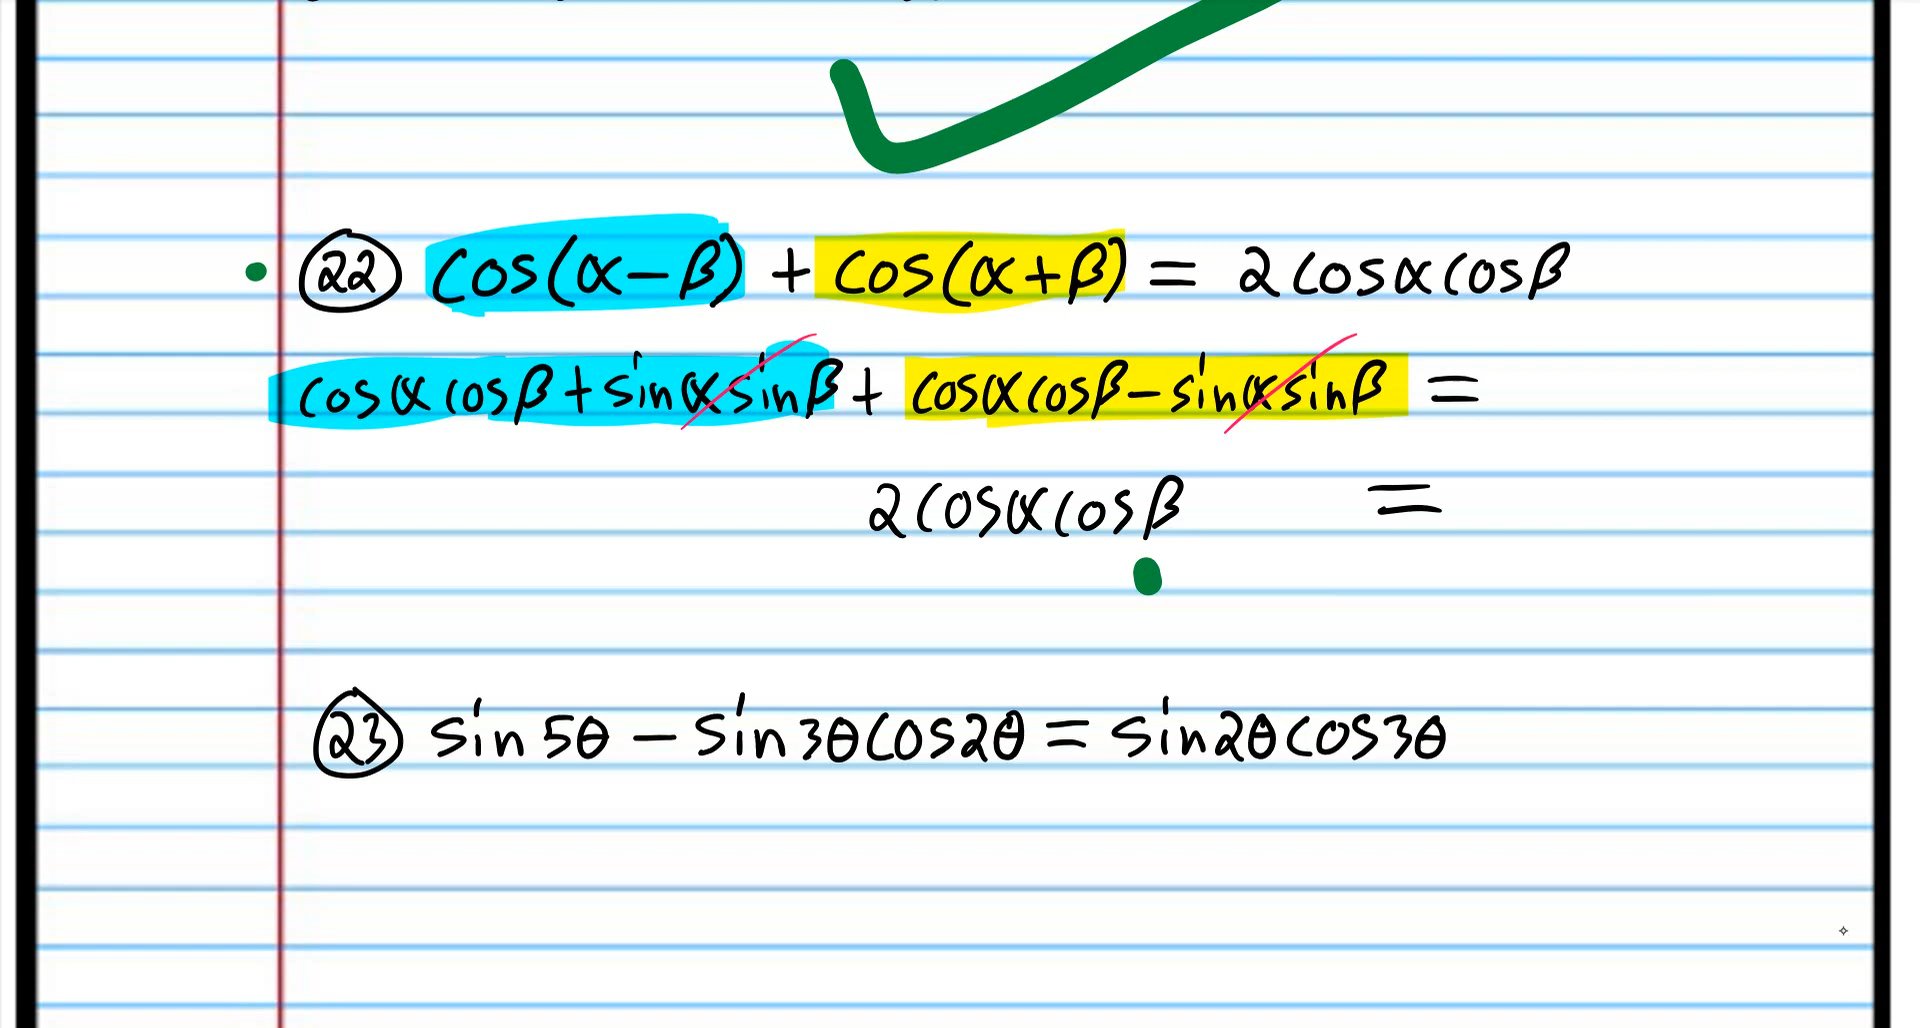 22 cos(α−β) + cos(α+β) = 2cosαcosβ
cosαcosβ+sinαsinβ + cosαcosβ−sinαsinβ =
2cosαcosβ =
23 sin5θ − sin3θcos2θ = sin2θcos3θ